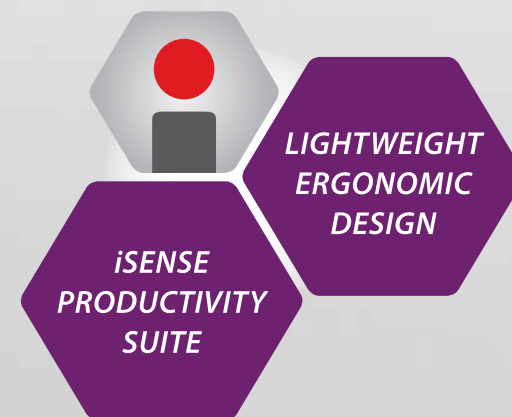 LIGHTWEIGHT
ERGONOMIC
DESIGN
iSENSE
PRODUCTIVITY
SUITE